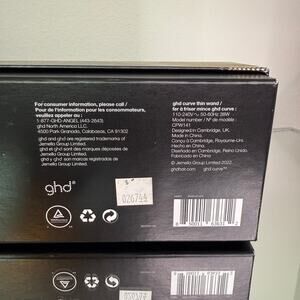 For consumer information, please call /
Pour de l'information pour les consommateurs,
veuillez appeler au :
1-877-GHD-ANGEL (443-2643)
ghd North America LLC.
4500 Park Granada, Calabasas, CA 91302
ghd and ghd are registered trademarks of
Jemella Group Limited.
ghd y ghd sont des marques déposées de
Jemella Group Limited.
ghd y ghd son marcas registradas de
Jemella Group Limited.
ghd curve thin wand /
fer à friser mince ghd curve®
110-240V~ 50-60Hz 28W
Model number / N° de modèle :
CPW141
Designed in Cambridge, UK.
Made in China.
Conçu à Cambridge, Royaume-Uni
Hecho en China.
Diseñado en Cambridge, Reino Unido.
Fabriqué en Chine.
© Jemella Group Limited 2022.
ghdhair.com ghd curve™
ghd®
026744